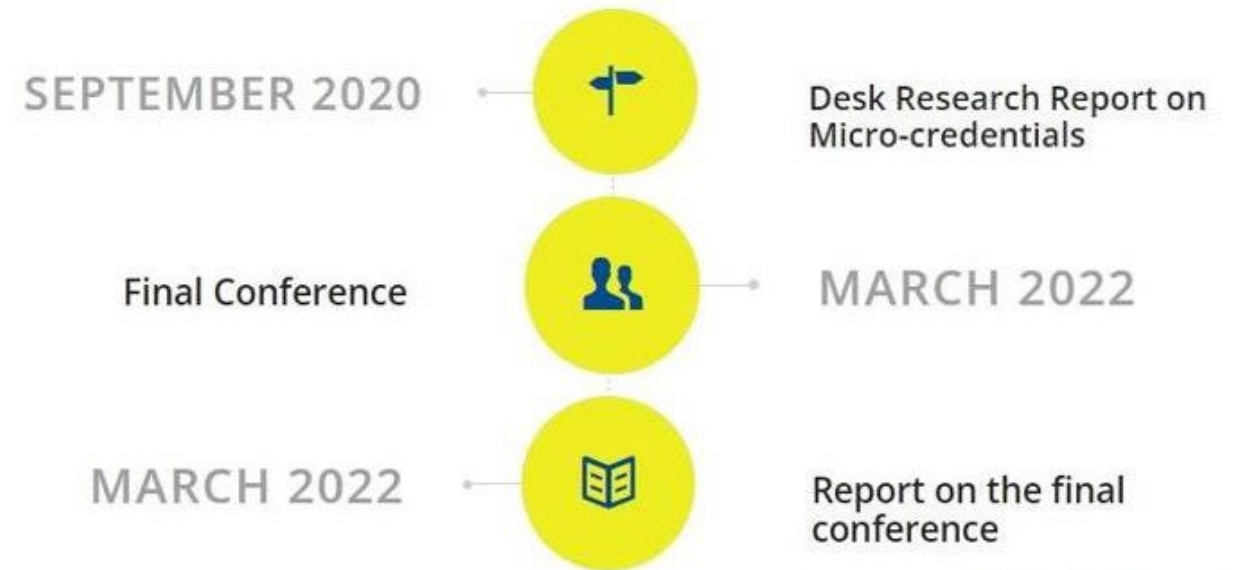 SEPTEMBER 2020
Desk Research Report on
Micro-credentials
Final Conference
MARCH 2022
MARCH 2022
Report on the final
conference